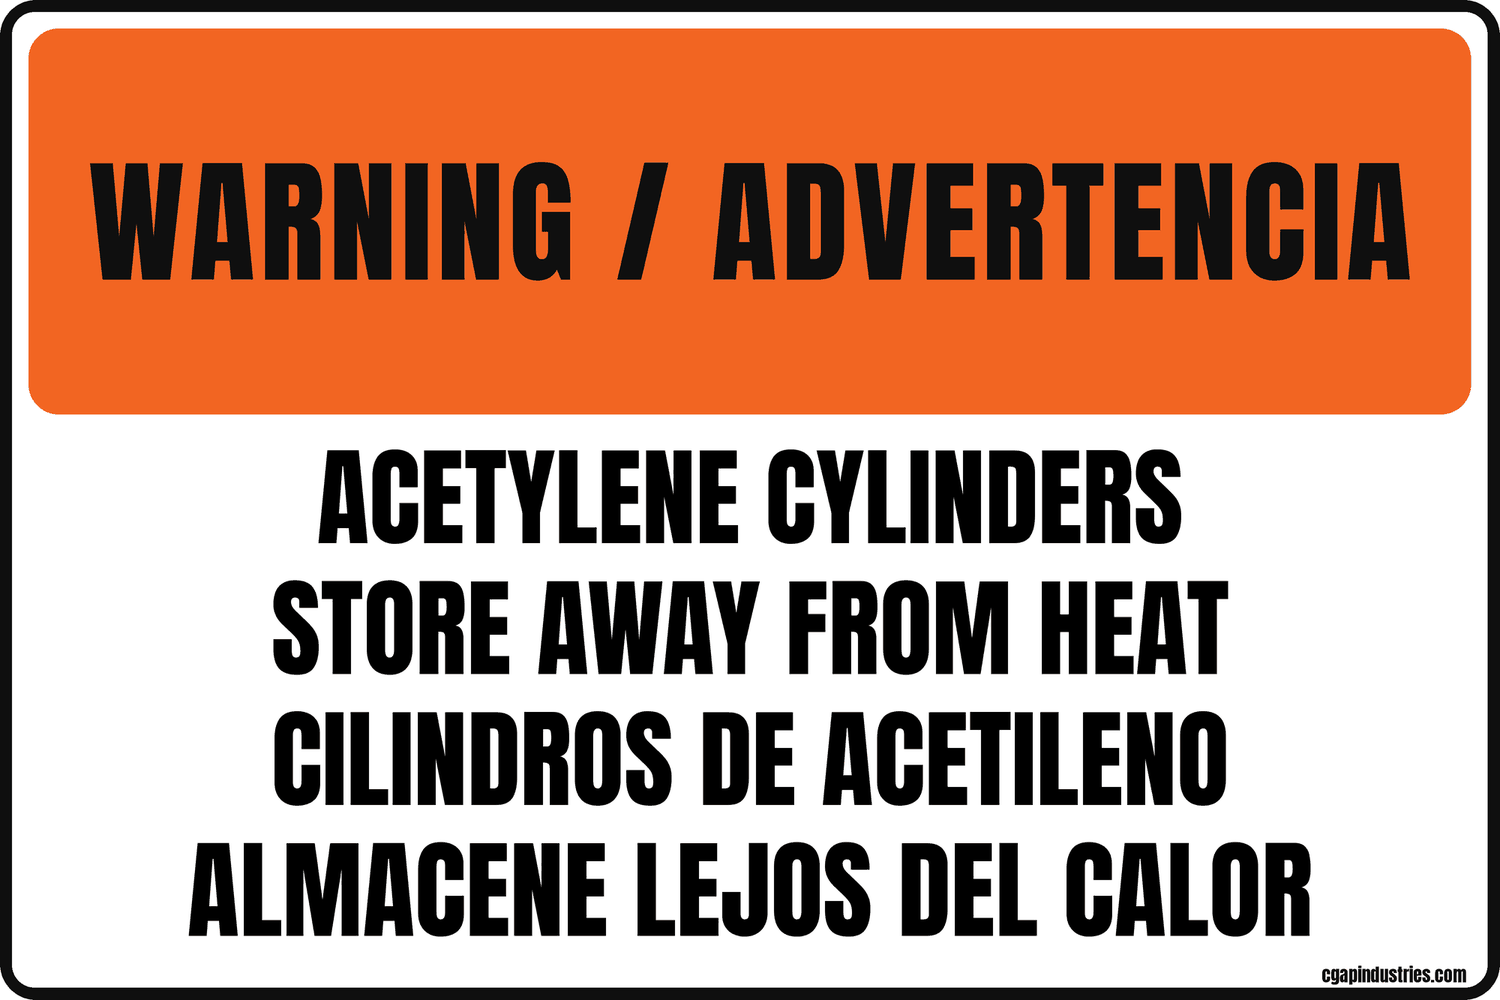 WARNING / ADVERTENCIA
ACETYLENE CYLINDERS
STORE AWAY FROM HEAT
CILINDROS DE ACETILENO
ALMACENE LEJOS DEL CALOR
cgapindustries.com